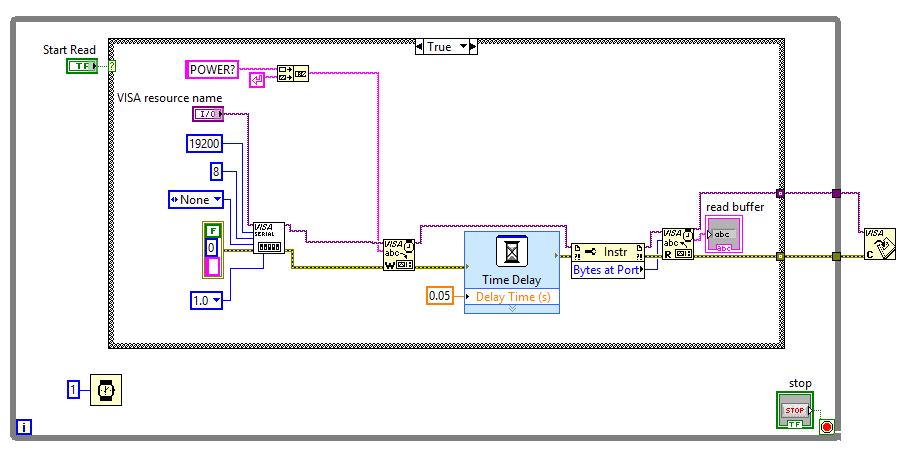 True
Start Read
TF
?
POWER?
VISA resource name
I/O
19200
8
None
read buffer
abc
abc
F
0
VISA
SERIAL
VISA
abc
W
Time Delay
Delay Time (s)
0.05
Instr
Bytes at Port
VISA
abc
R
VISA
C
1.0
1
i
stop
STOP
TF